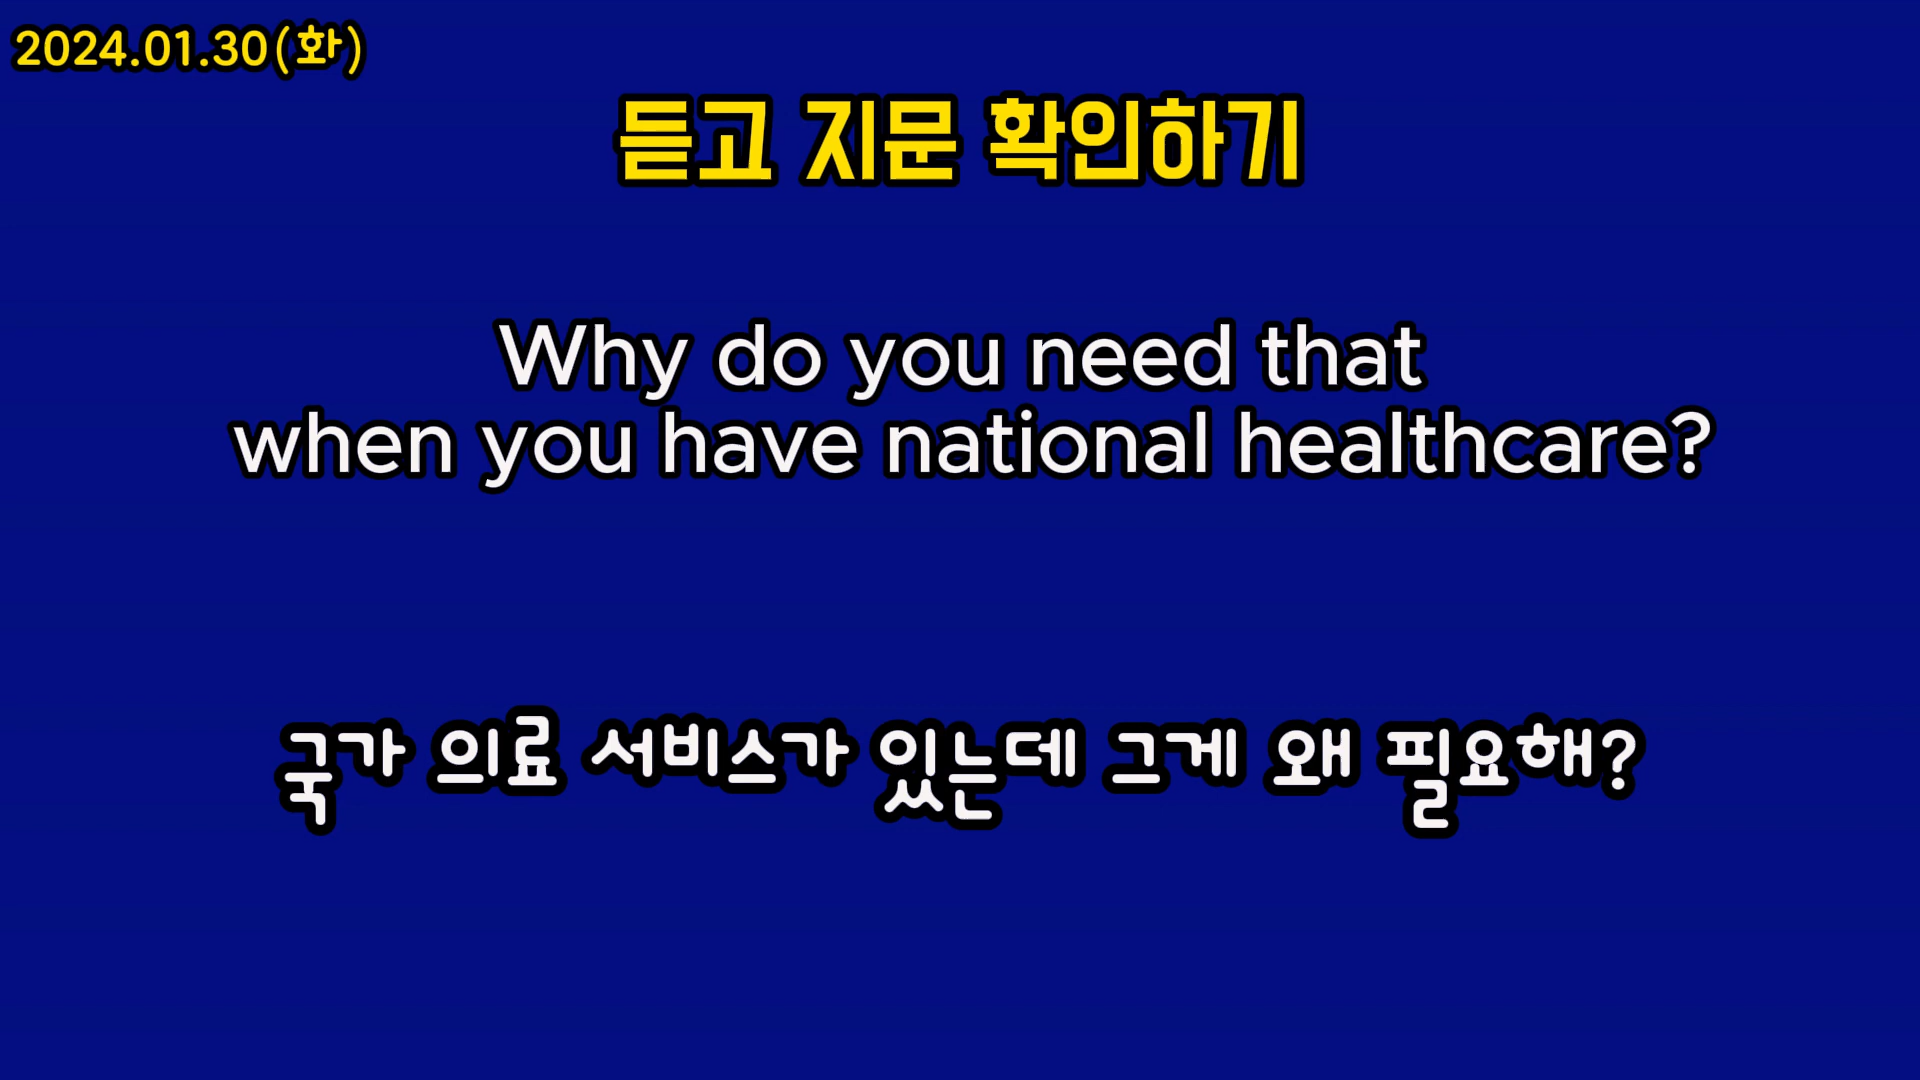 2024.01.30(화)
듣고 지문 확인하기
Why do you need that
when you have national healthcare?
국가 의료 서비스가 있는데 그게 왜 필요해?